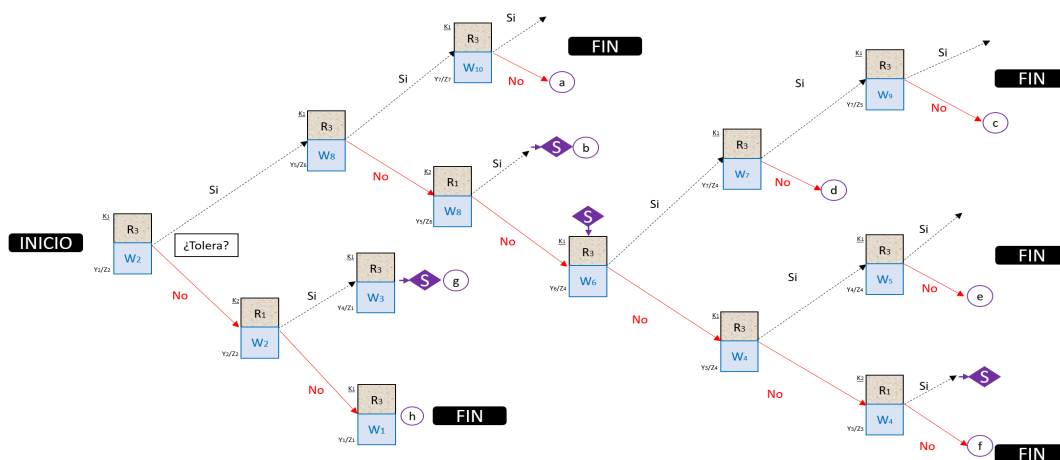 Si
K1
R3
FIN
W10
Y7/Z7
Si
No
a
K1
R3
Si
FIN
W9
Y7/Z5
Si
No
c
K1
R3
W8
Y5/Z6
No
S
b
Si
K2
R1
W8
Y5/Z6
No
K1
R3
W7
Y7/Z4
No
d
Si
Si
K1
R3
W2
Y2/Z2
INICIO
¿Tolera?
No
S
K1
R3
W6
Y6/Z4
Si
No
K1
R3
W3
Y4/Z1
S
g
Si
K2
R1
W2
Y2/Z2
No
K1
R3
W5
Y4/Z4
Si
FIN
No
e
Si
K1
R3
W4
Y3/Z4
No
K1
R3
W1
Y1/Z1
h
FIN
K2
R1
W4
Y3/Z3
Si
S
No
f
FIN